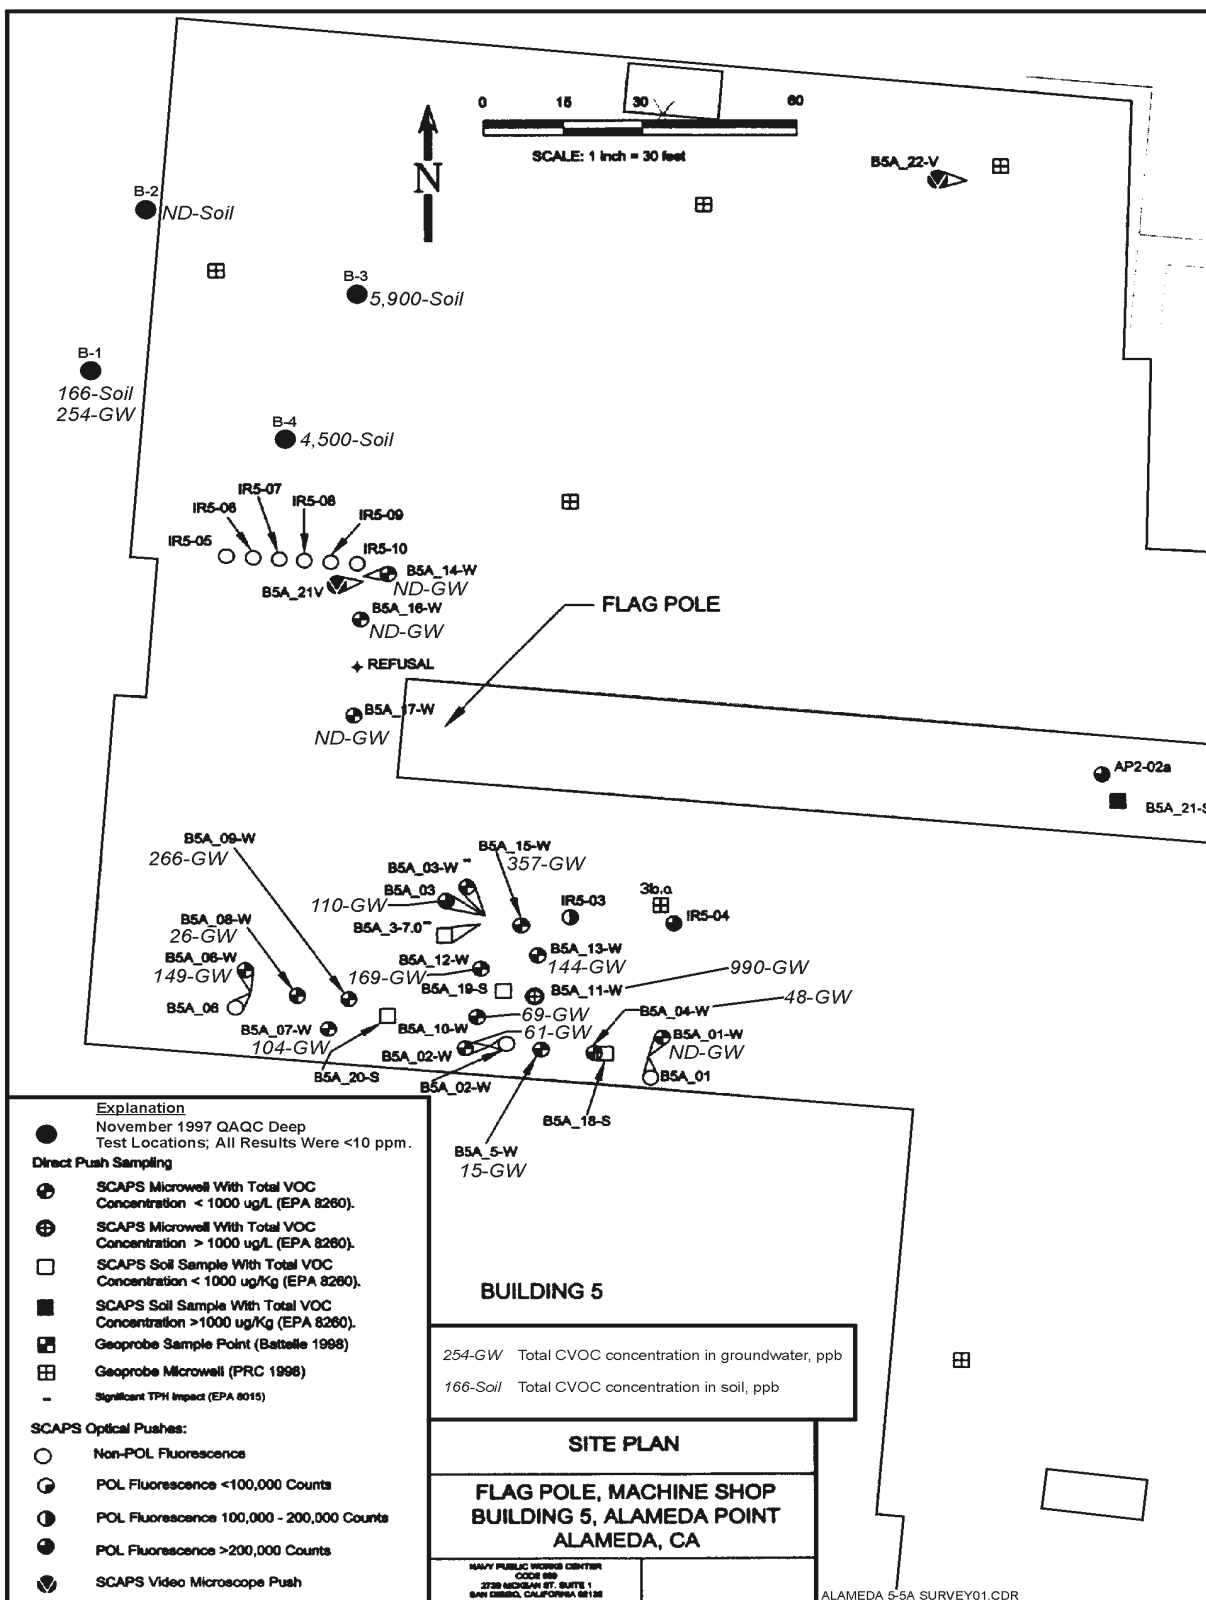 0 15 30 60
SCALE: 1 inch = 30 feet
N
B5A_22-V
B-2
ND-Soil
B-3
5,900-Soil
B-1
166-Soil
254-GW
B-4
4,500-Soil
IR5-07
IR5-08
IR5-06
IR5-09
IR5-05
IR5-10
B5A_14-W
B5A_21V
ND-GW
B5A_16-W
ND-GW
FLAG POLE
REFUSAL
B5A_17-W
ND-GW
AP2-02a
B5A_21-S
B5A_09-W
266-GW
B5A_15-W
357-GW
B5A_03-W --
B5A_03
110-GW
IR5-03
3b.a
IR5-04
B5A_3-7.0 --
B5A_08-W
26-GW
B5A_06-W
149-GW
B5A_12-W
169-GW
B5A_13-W
144-GW
990-GW
B5A_19-S
B5A_11-W
48-GW
B5A_06
69-GW
B5A_04-W
B5A_07-W
104-GW
B5A_10-W
61-GW
B5A_01-W
ND-GW
B5A_02-W
B5A_20-S
B5A_02-W
B5A_01
B5A_18-S
B5A_5-W
15-GW
Explanation
November 1997 QAQC Deep
Test Locations; All Results Were <10 ppm.
Direct Push Sampling
SCAPS Microwell With Total VOC
Concentration < 1000 ug/L (EPA 8260).
SCAPS Microwell With Total VOC
Concentration > 1000 ug/L (EPA 8260).
SCAPS Soil Sample With Total VOC
Concentration < 1000 ug/Kg (EPA 8260).
SCAPS Soil Sample With Total VOC
Concentration >1000 ug/Kg (EPA 8260).
Geoprobe Sample Point (Battelle 1998)
Geoprobe Microwell (PRC 1998)
-- Significant TPH Impact (EPA 8015)
SCAPS Optical Pushes:
Non-POL Fluorescence
POL Fluorescence <100,000 Counts
POL Fluorescence 100,000 - 200,000 Counts
POL Fluorescence >200,000 Counts
SCAPS Video Microscope Push
BUILDING 5
254-GW Total CVOC concentration in groundwater, ppb
166-Soil Total CVOC concentration in soil, ppb
SITE PLAN
FLAG POLE, MACHINE SHOP
BUILDING 5, ALAMEDA POINT
ALAMEDA, CA
NAVY PUBLIC WORKS CENTER
CODE
2730 McKEAN ST. SUITE 1
SAN DIEGO, CALIFORNIA
ALAMEDA 5-5A SURVEY01.CDR